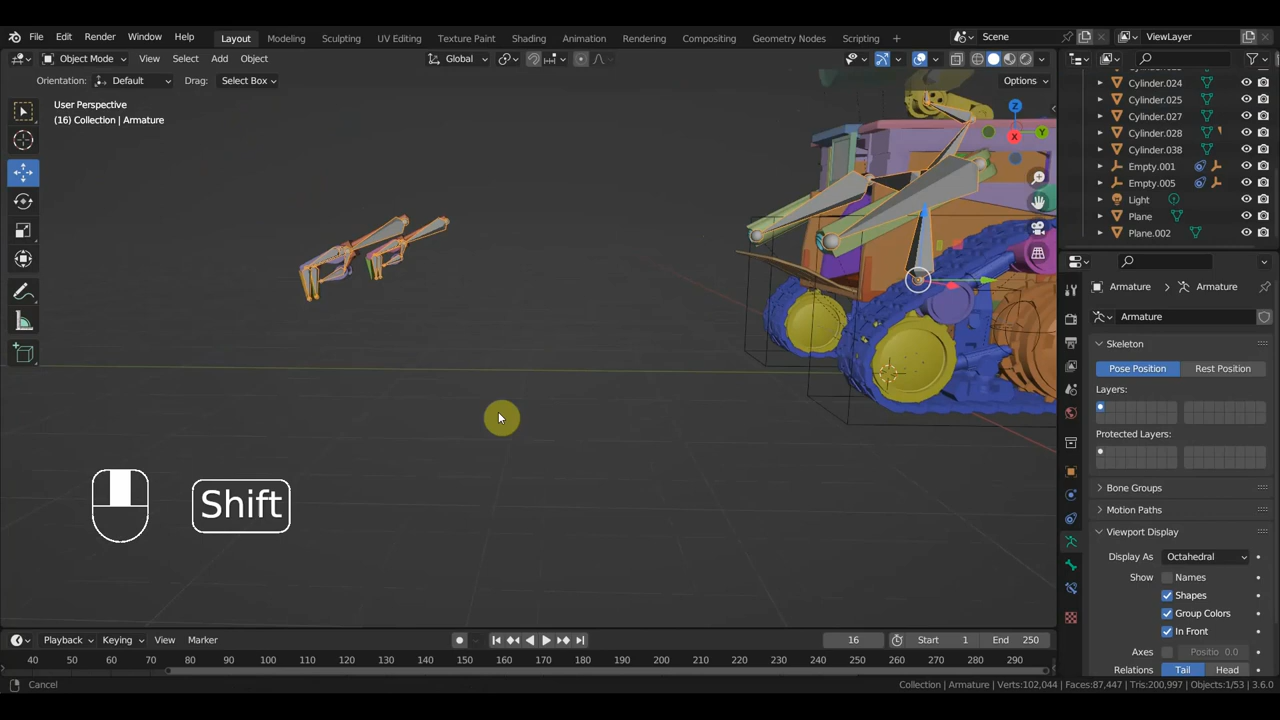 File Edit Render Window Help Layout Modeling Sculpting UV Editing Texture Paint Shading Animation Rendering Compositing Geometry Nodes Scripting + Scene ViewLayer
Object Mode View Select Add Object Global
Orientation: Default Drag: Select Box Options
User Perspective
(16) Collection | Armature
Z
Y
X
Shift
Cylinder.024
Cylinder.025
Cylinder.027
Cylinder.028
Cylinder.038
Empty.001
Empty.005
Light
Plane
Plane.002
Armature > Armature
Armature
Skeleton
Pose Position Rest Position
Layers:
Protected Layers:
Bone Groups
Motion Paths
Viewport Display
Display As Octahedral
Show Names
Shapes
Group Colors
In Front
Axes Positio 0.0
Relations Tail Head
Playback Keying View Marker 16 Start 1 End 250
40 50 60 70 80 90 100 110 120 130 140 150 160 170 180 190 200 210 220 230 240 250 260 270 280 290
Cancel Collection | Armature | Verts:102,044 | Faces:87,447 | Tris:200,997 | Objects:1/53 | 3.6.0